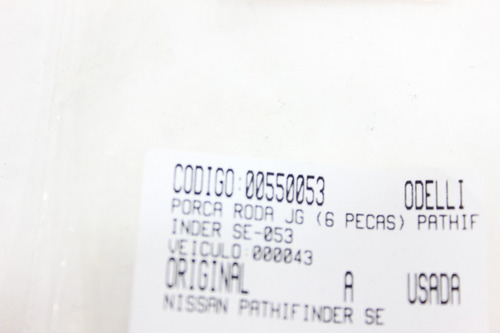 CODIGO:00550053 ODELLI
PORCA RODA JG (6 PECAS) PATHIF
INDER SE-053
VEICULO:000043
ORIGINAL A USADA
NISSAN PATHIFINDER SE